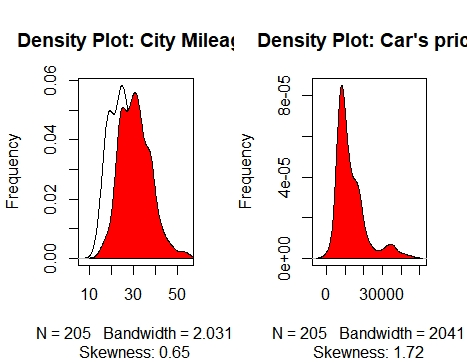 Density Plot: City Mileag
Density Plot: Car's pric
Frequency
0.00 0.02 0.04 0.06
10 30 50
N = 205 Bandwidth = 2.031
Skewness: 0.65
Frequency
0e+00 4e-05 8e-05
0 30000
N = 205 Bandwidth = 2041
Skewness: 1.72